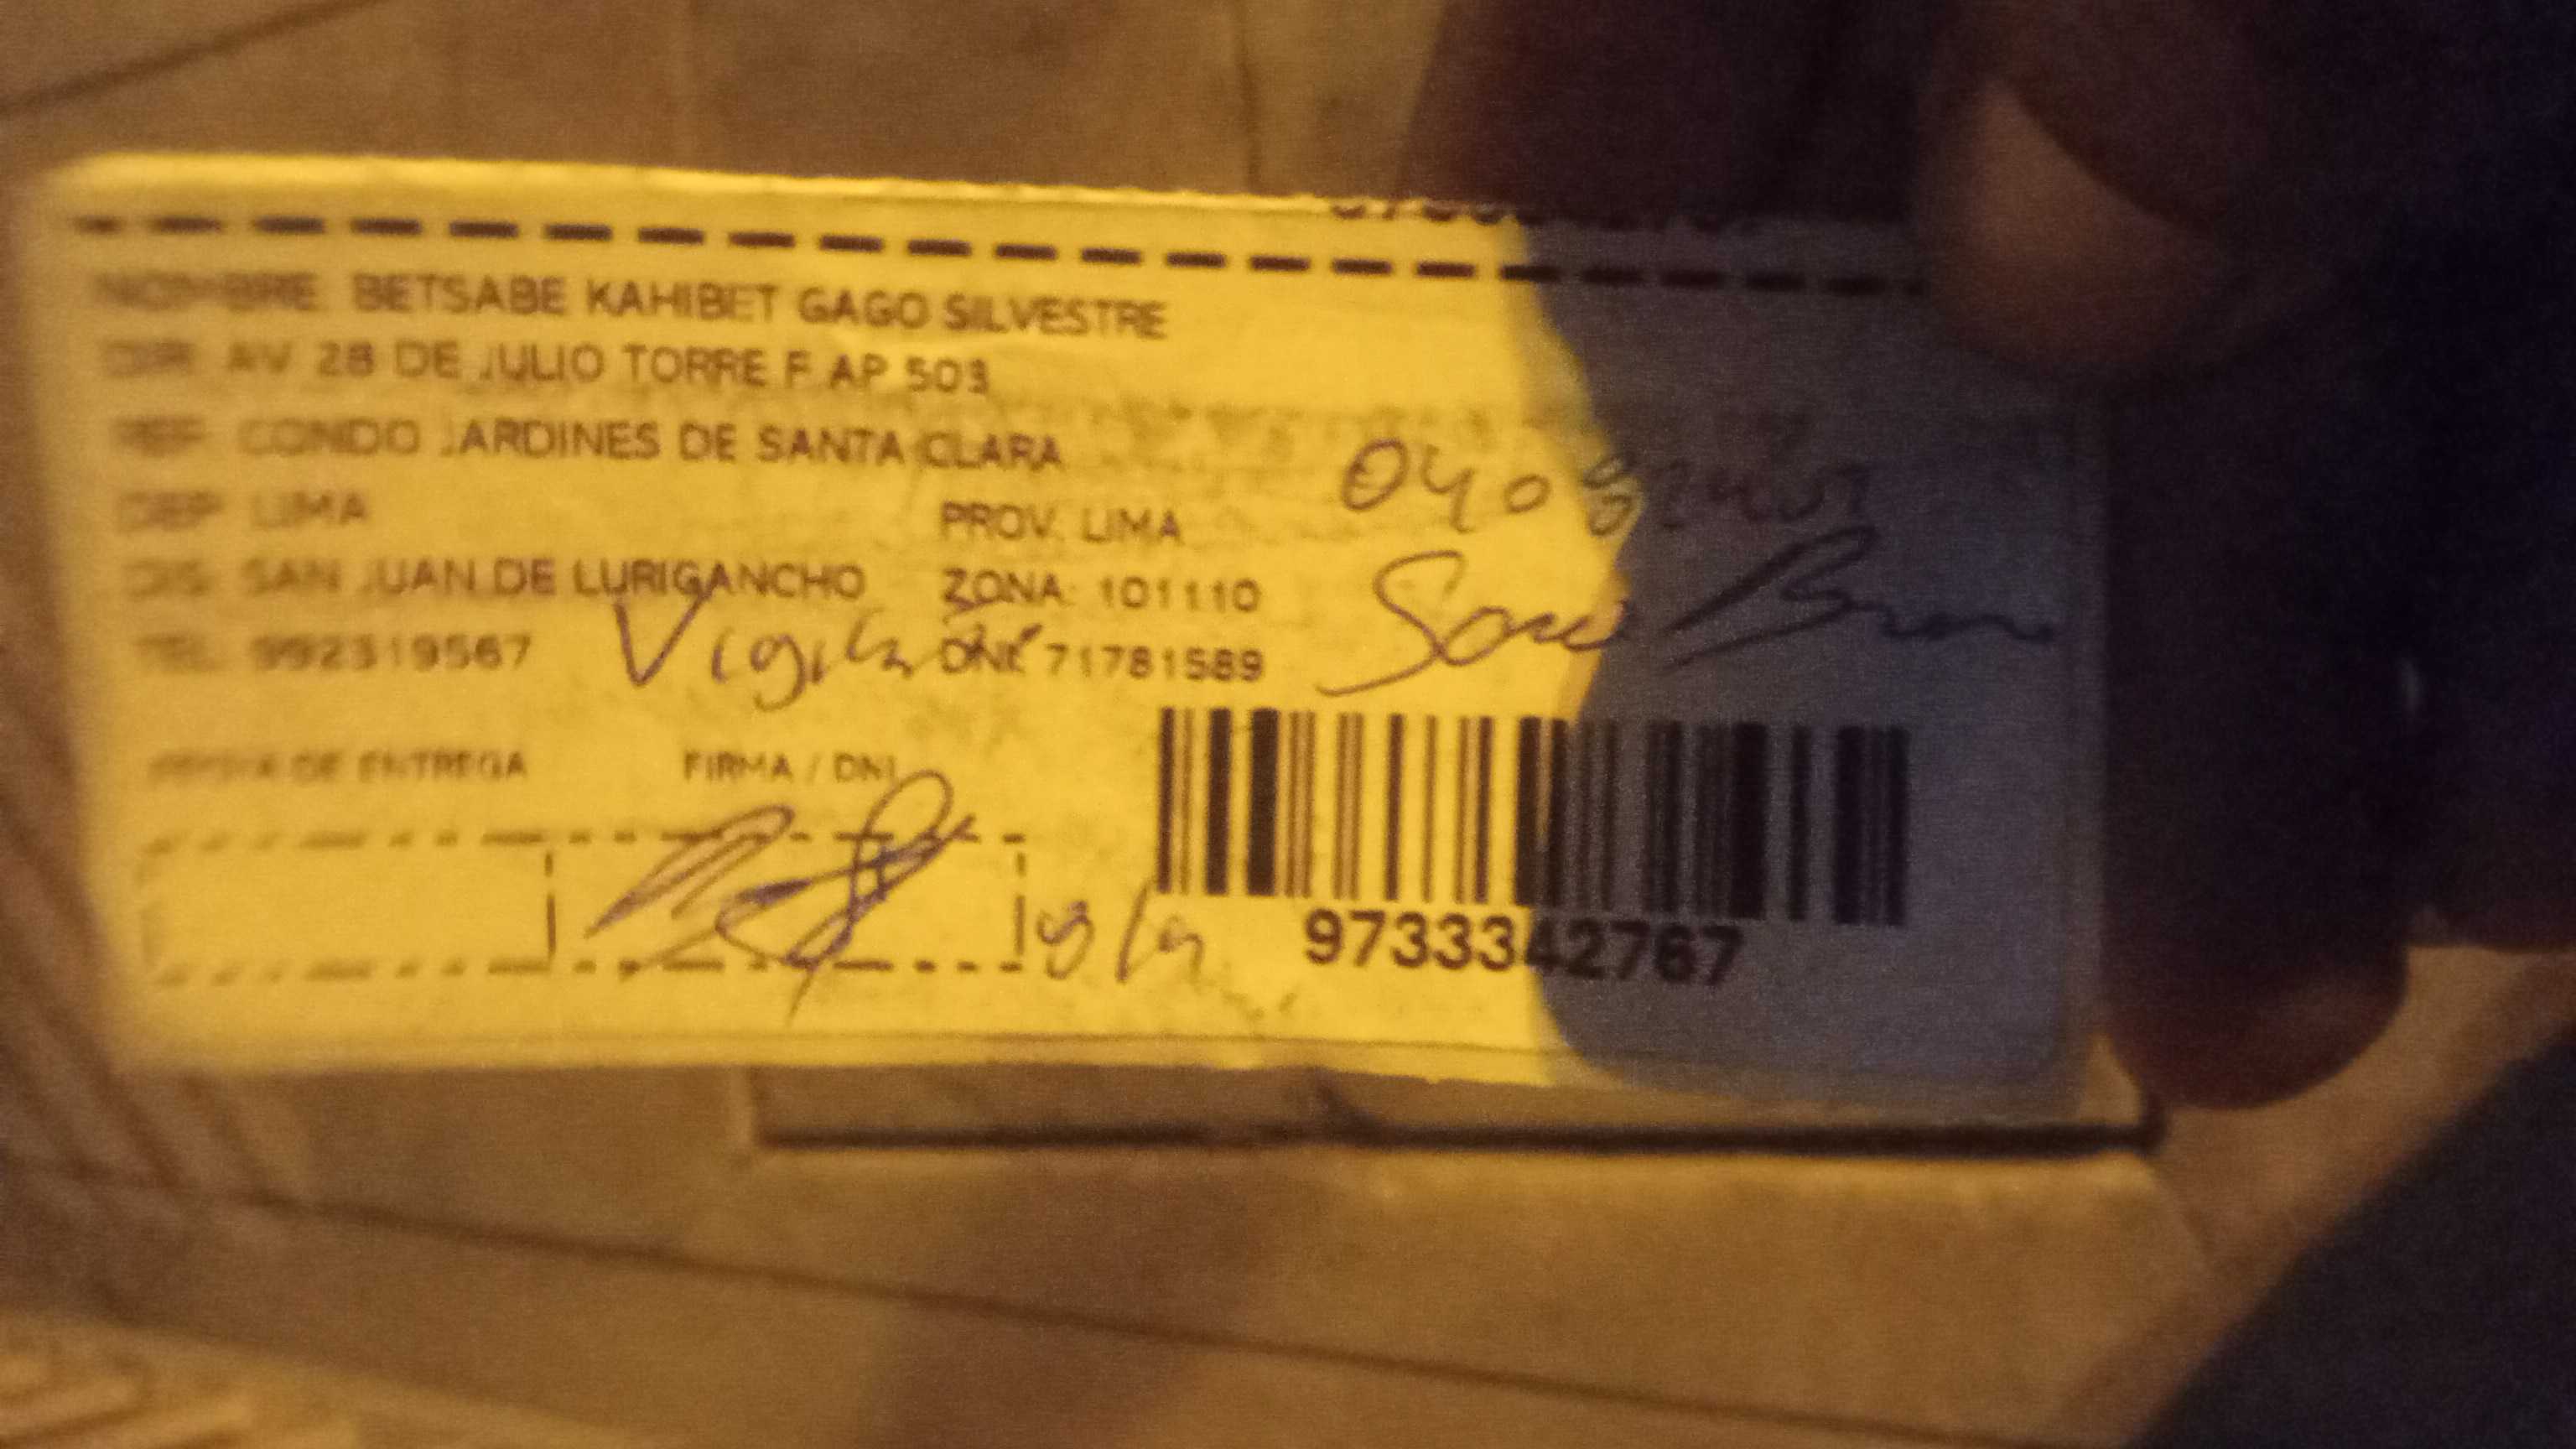 NOMBRE: BETSABE KAHIBET GAGO SILVESTRE
DIR: AV 28 DE JULIO TORRE F AP 503
REF: CONDO JARDINES DE SANTA CLARA
DEP: LIMA PROV. LIMA
DIS: SAN JUAN DE LURIGANCHO ZONA: 101110
TEL: 992319567 DNI: 71781589
FECHA DE ENTREGA FIRMA / DNI
9733342767